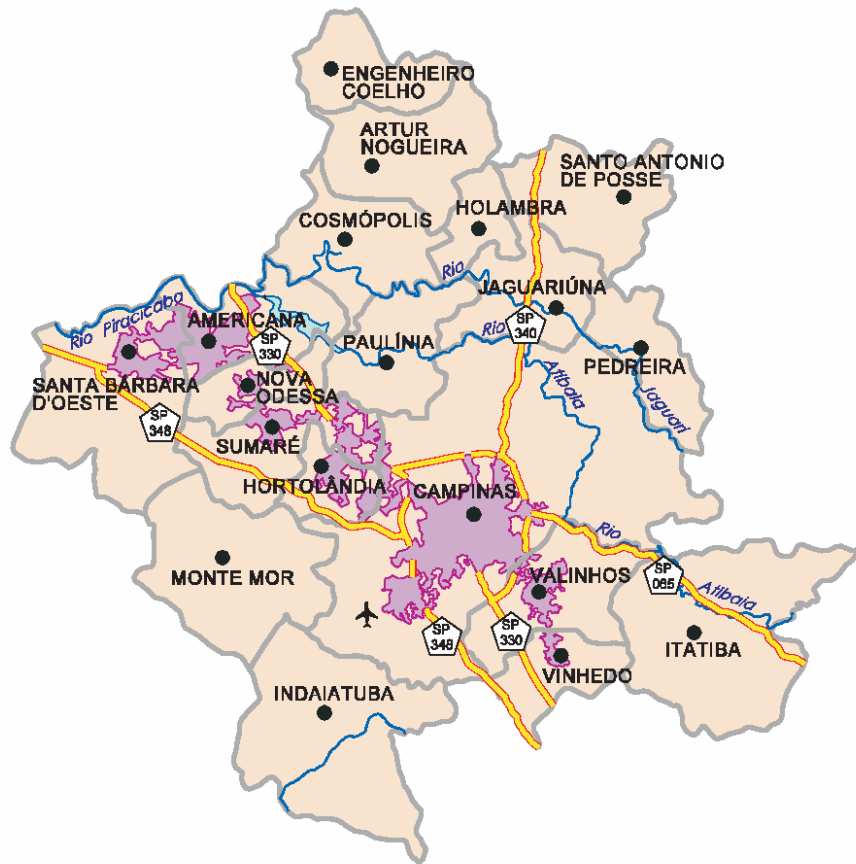 ENGENHEIRO
COELHO
ARTUR
NOGUEIRA
SANTO ANTONIO
DE POSSE
HOLAMBRA
COSMÓPOLIS
Rio
JAGUARIÚNA
Rio Piracicaba
AMERICANA
SP
330
PAULÍNIA
Rio
SP
340
PEDREIRA
Atibaia
Jaguari
SANTA BÁRBARA
D'OESTE
NOVA
ODESSA
SP
348
SUMARÉ
HORTOLÂNDIA
CAMPINAS
Rio
MONTE MOR
VALINHOS
SP
065
Atibaia
SP
348
SP
330
ITATIBA
VINHEDO
INDAIATUBA